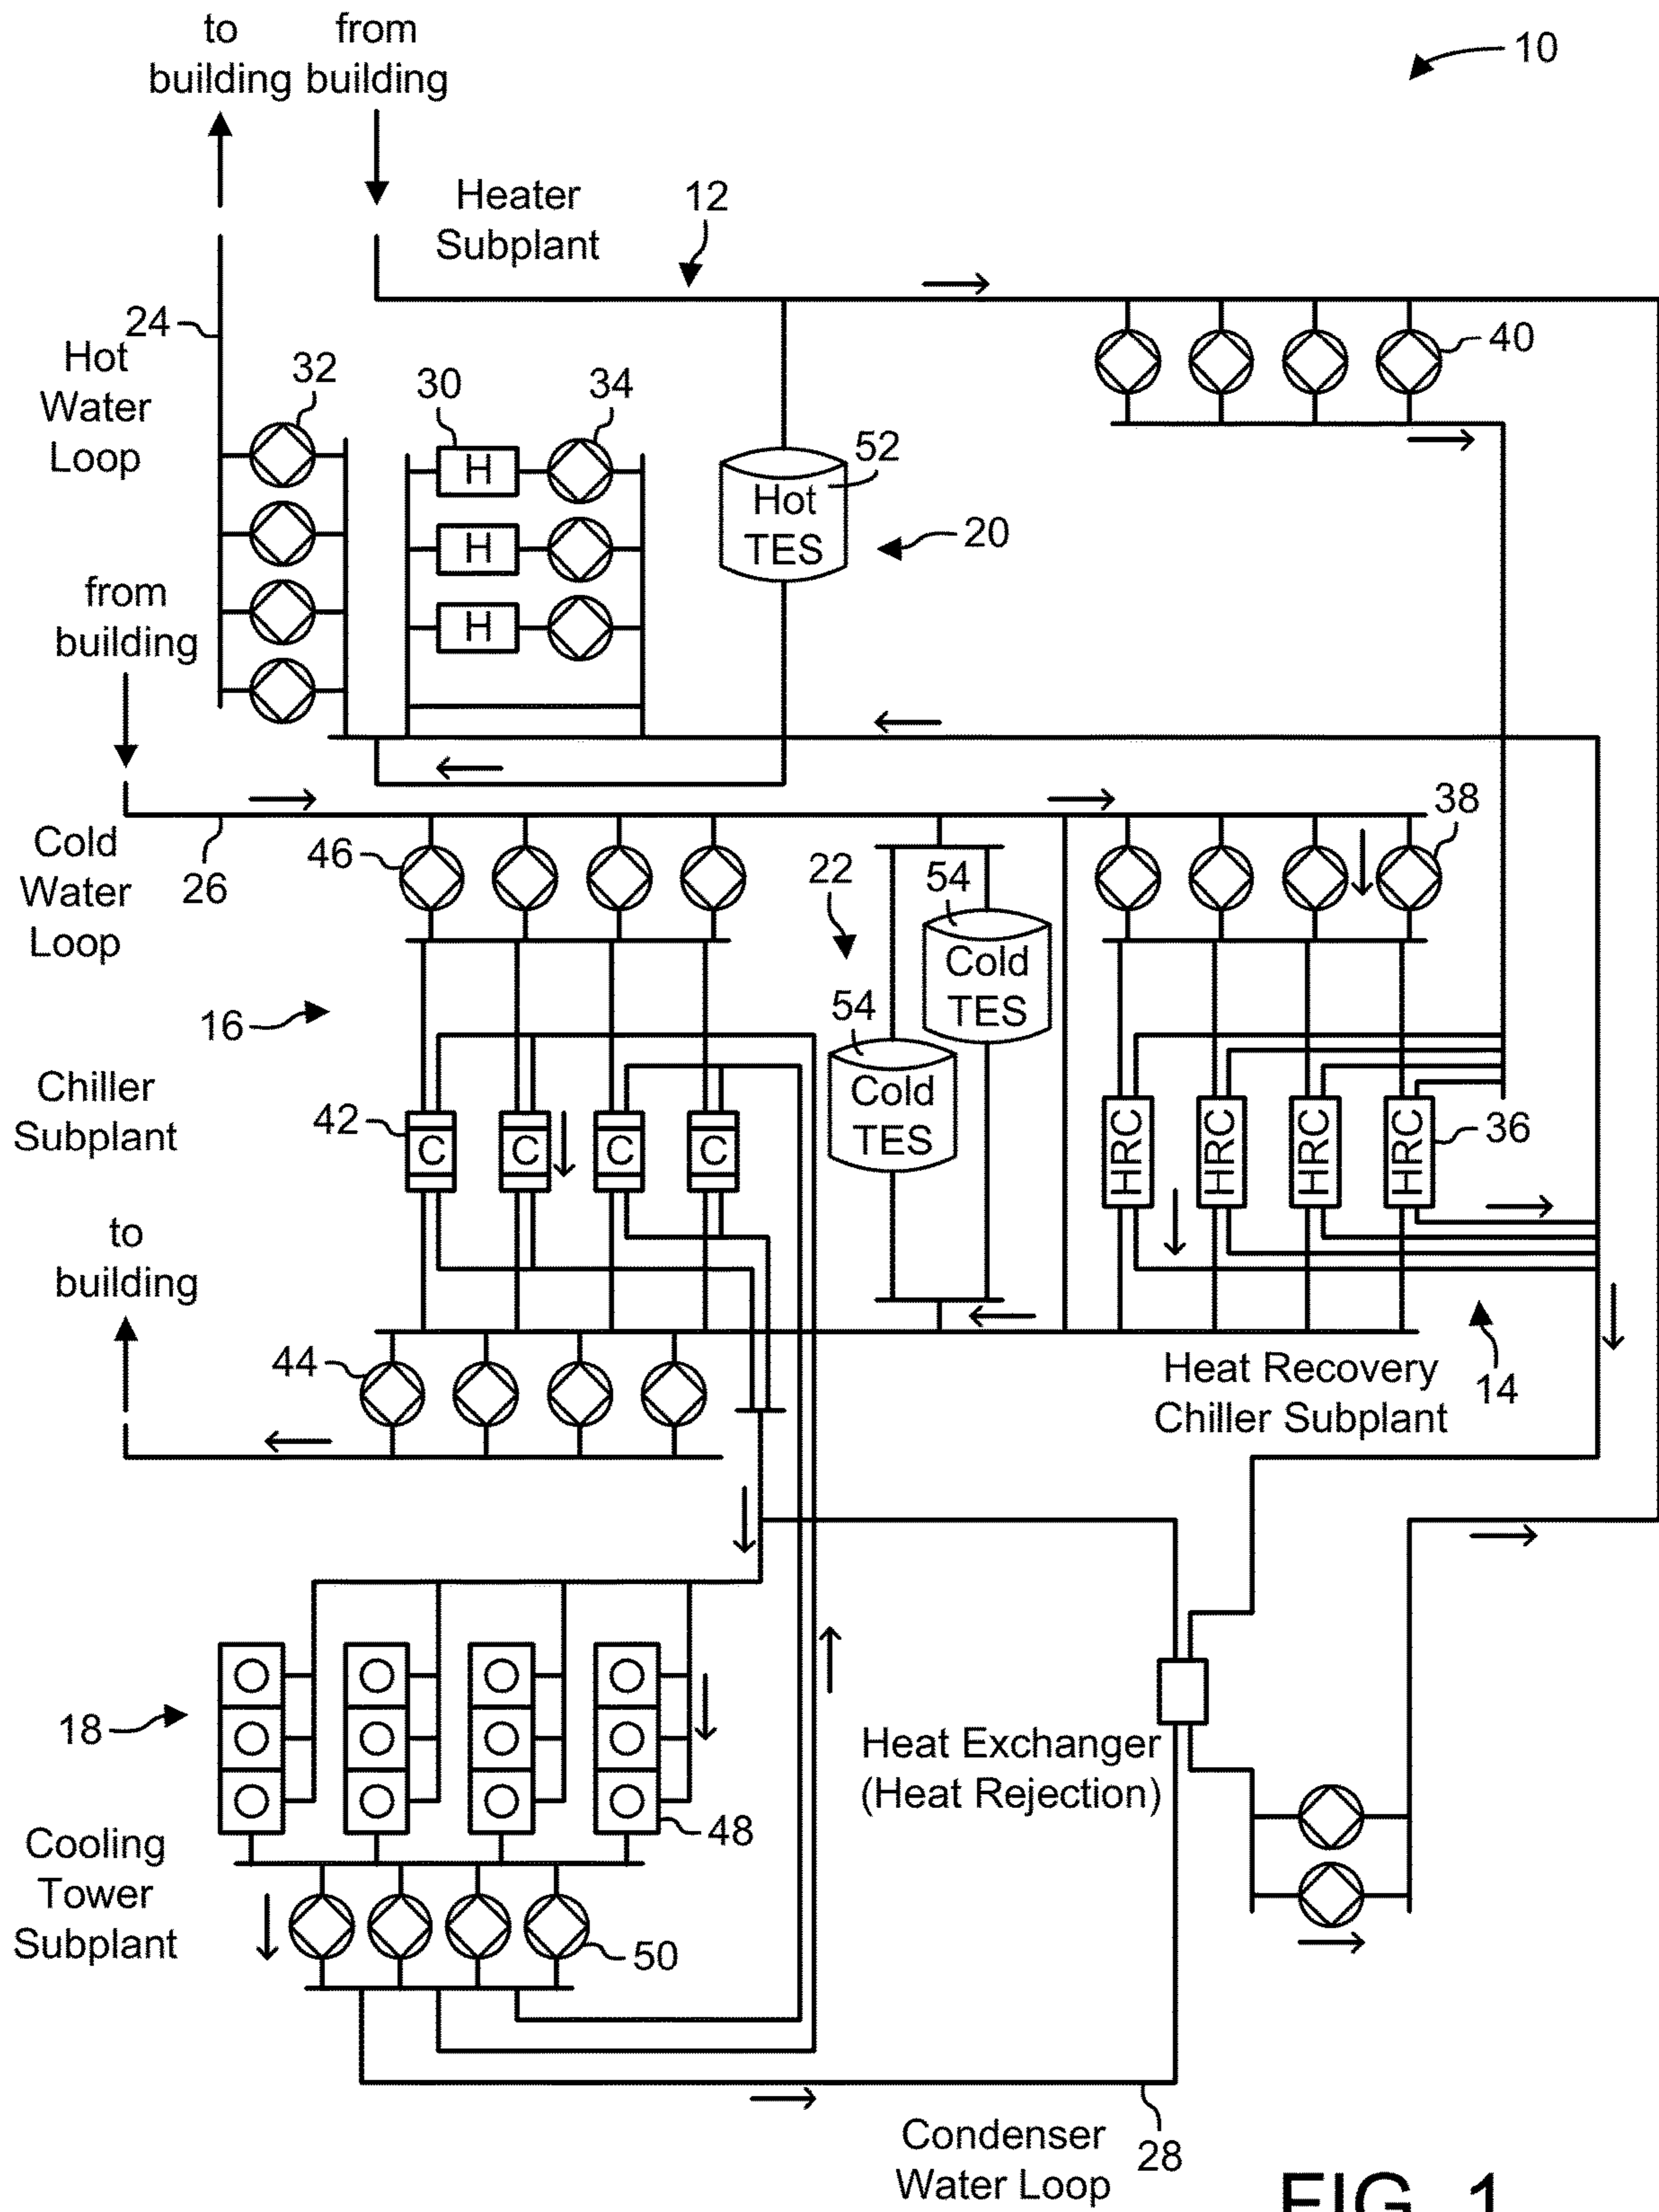 to
building
from
building
10
Heater
Subplant
12
24
Hot
Water
Loop
32
30
34
H
H
H
52
Hot
TES
20
40
from
building
Cold
Water
Loop
26
46
22
54
Cold
TES
54
Cold
TES
38
16
Chiller
Subplant
42
C
C
C
C
HRC
HRC
HRC
HRC
36
to
building
44
Heat Recovery
Chiller Subplant
14
18
48
Heat Exchanger
(Heat Rejection)
Cooling
Tower
Subplant
50
Condenser
Water Loop
28
FIG. 1